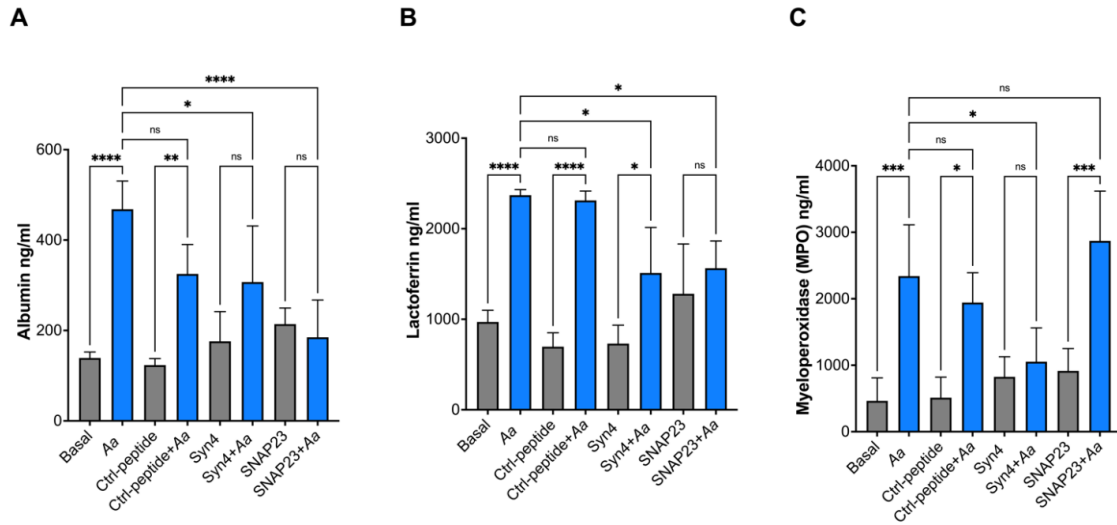 A
B
C
****
*
ns
**** ** ns ns
600
400
200
0
Albumin ng/ml
Basal
Aa
Ctrl-peptide
Ctrl-peptide+Aa
Syn4
Syn4+Aa
SNAP23
SNAP23+Aa
*
*
ns
**** **** * ns
3000
2000
1000
0
Lactoferrin ng/ml
Basal
Aa
Ctrl-peptide
Ctrl-peptide+Aa
Syn4
Syn4+Aa
SNAP23
SNAP23+Aa
ns
*
ns
*** * ns ***
4000
3000
2000
1000
0
Myeloperoxidase (MPO) ng/ml
Basal
Aa
Ctrl-peptide
Ctrl-peptide+Aa
Syn4
Syn4+Aa
SNAP23
SNAP23+Aa